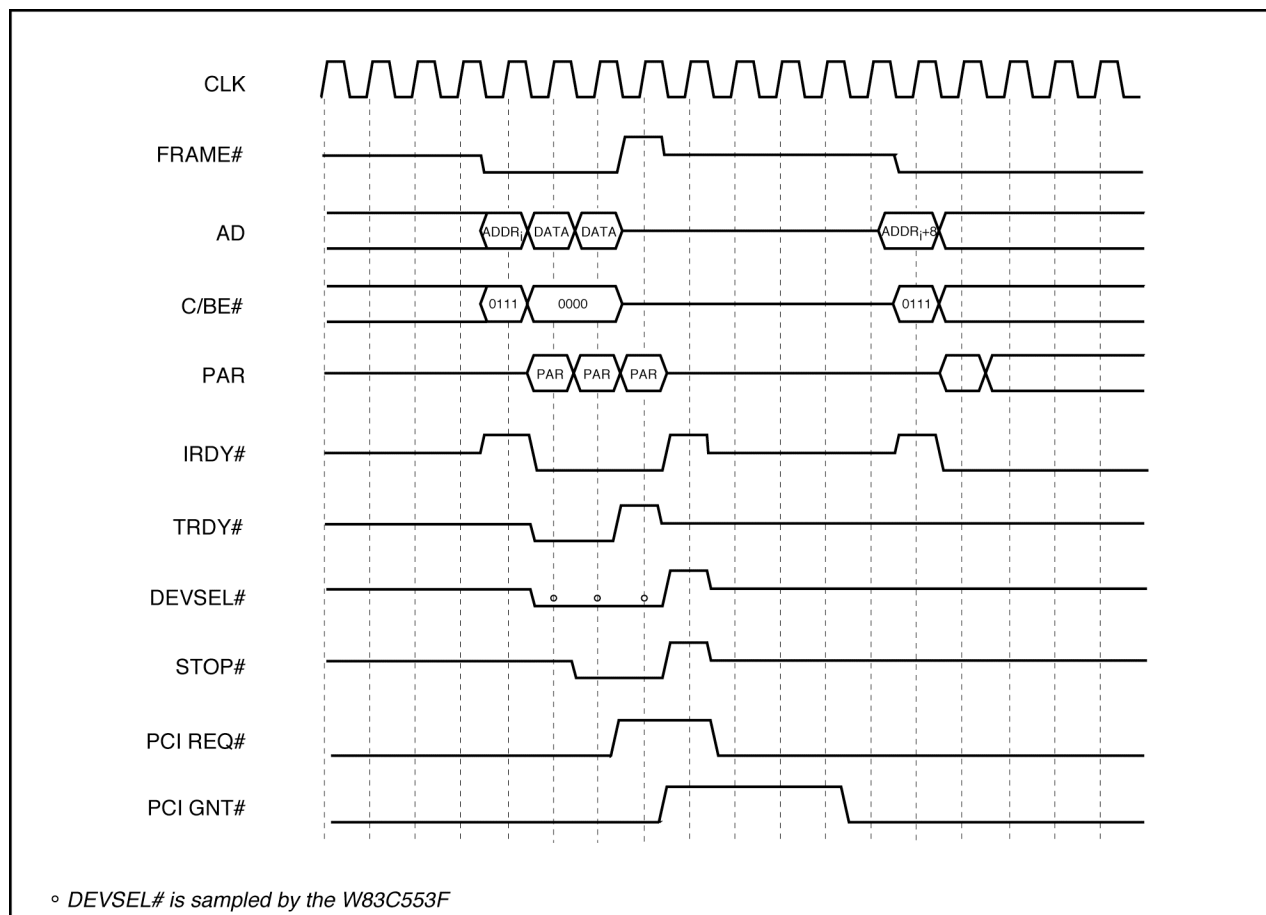 CLK
FRAME#
AD
ADDRi DATA DATA ADDRi+8
C/BE#
0111 0000 0111
PAR
PAR PAR PAR
IRDY#
TRDY#
DEVSEL#
STOP#
PCI REQ#
PCI GNT#
° DEVSEL# is sampled by the W83C553F